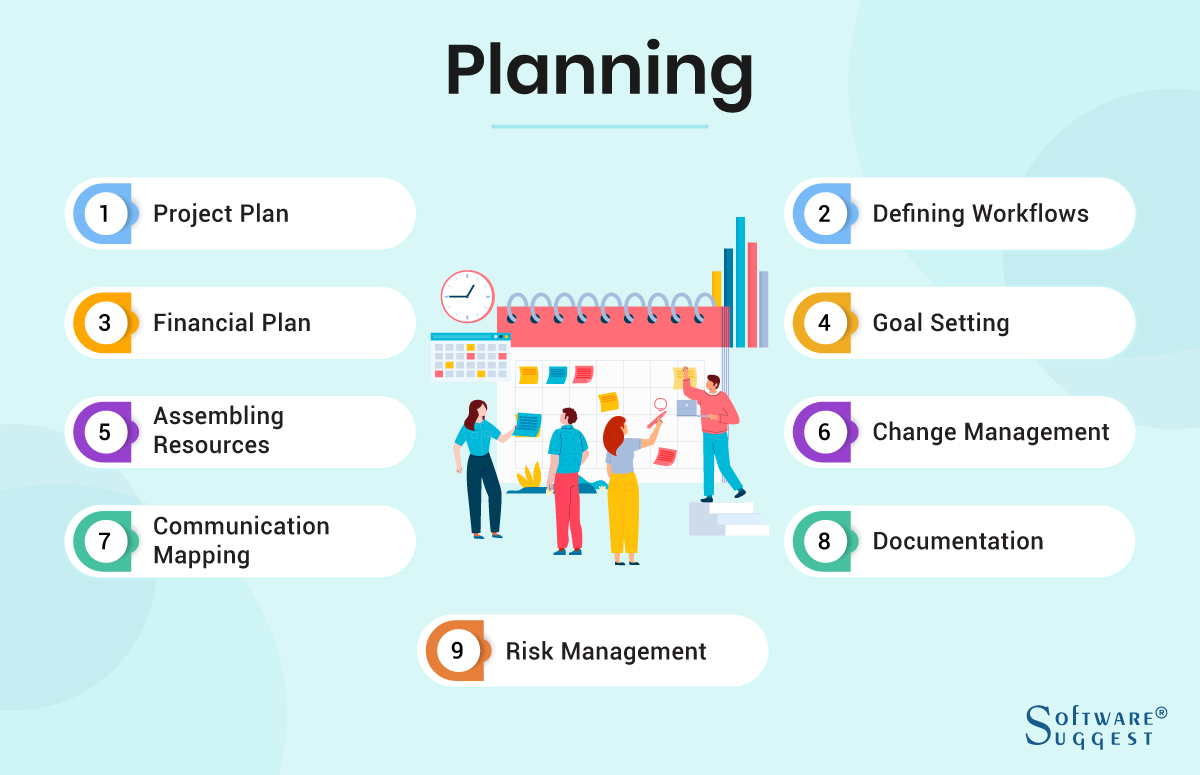 Planning
1 Project Plan
2 Defining Workflows
3 Financial Plan
4 Goal Setting
5 Assembling
Resources
6 Change Management
7 Communication
Mapping
8 Documentation
9 Risk Management
SOFTWARE®
SUGGEST